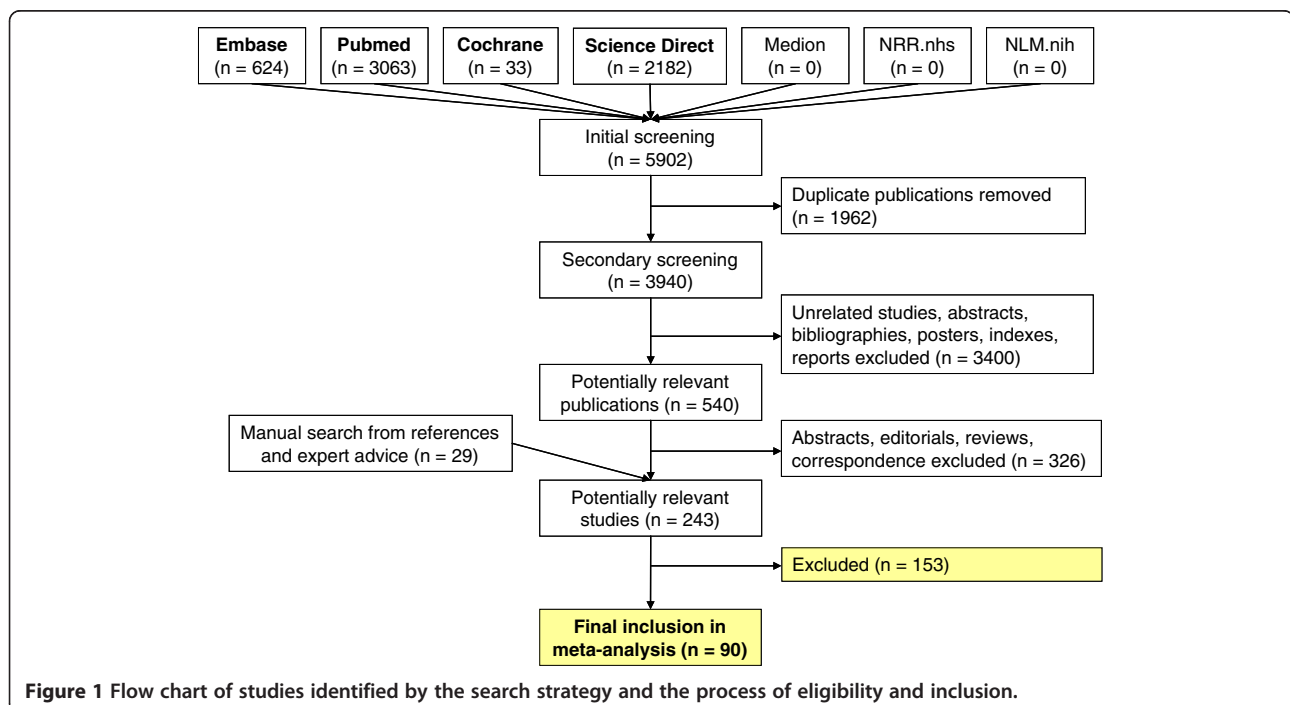 Embase
(n = 624)
Pubmed
(n = 3063)
Cochrane
(n = 33)
Science Direct
(n = 2182)
Medion
(n = 0)
NRR.nhs
(n = 0)
NLM.nih
(n = 0)
Initial screening
(n = 5902)
Duplicate publications removed
(n = 1962)
Secondary screening
(n = 3940)
Unrelated studies, abstracts,
bibliographies, posters, indexes,
reports excluded (n = 3400)
Potentially relevant
publications (n = 540)
Manual search from references
and expert advice (n = 29)
Abstracts, editorials, reviews,
correspondence excluded (n = 326)
Potentially relevant
studies (n = 243)
Excluded (n = 153)
Final inclusion in
meta-analysis (n = 90)
Figure 1 Flow chart of studies identified by the search strategy and the process of eligibility and inclusion.